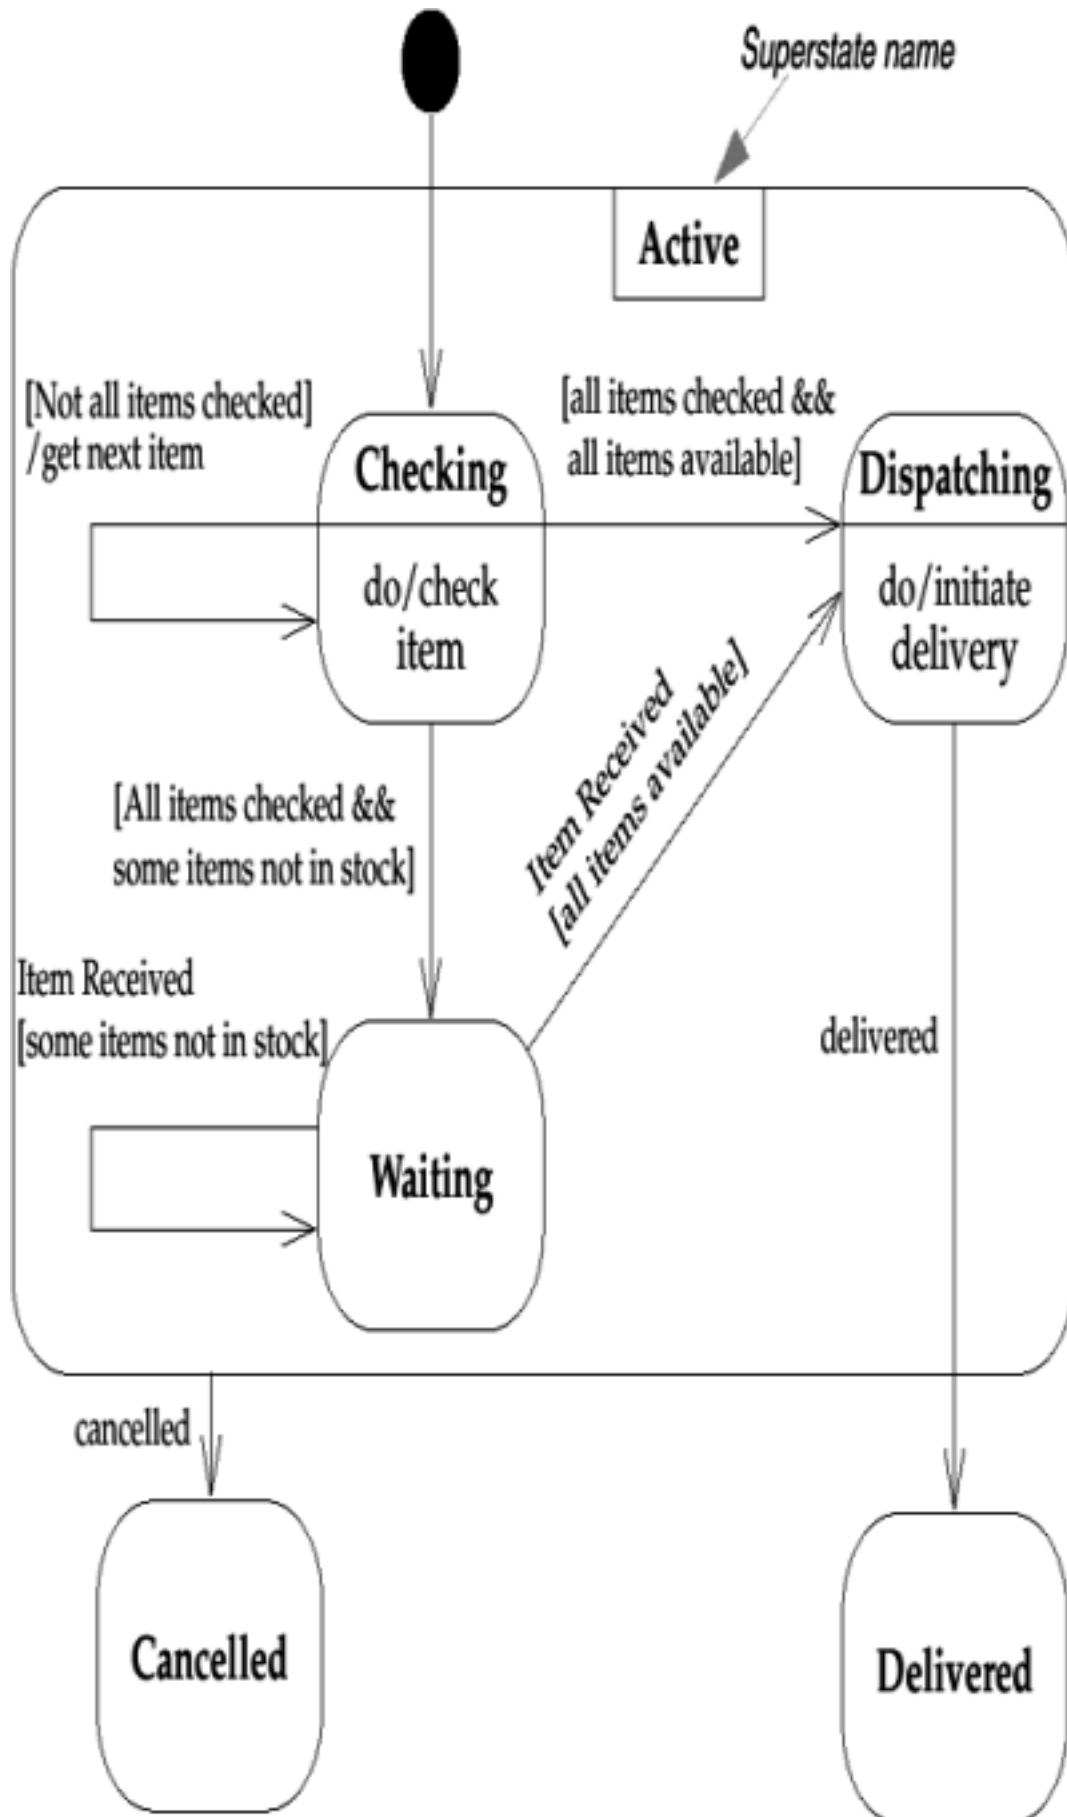 Superstate name
Active
[Not all items checked]
/get next item
[all items checked &&
all items available]
Checking
do/check
item
Dispatching
do/initiate
delivery
[All items checked &&
some items not in stock]
Item Received
[all items available]
Item Received
[some items not in stock]
delivered
Waiting
cancelled
Cancelled
Delivered